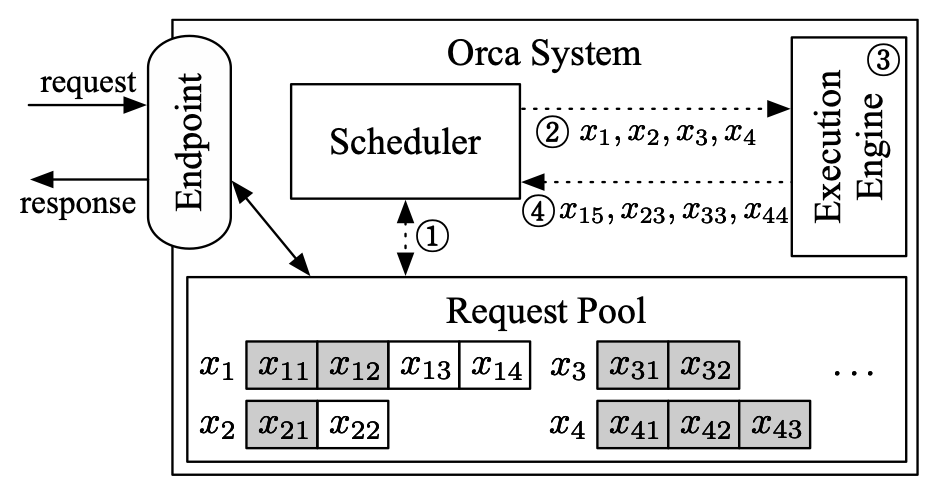 Orca System
request
response
Endpoint
Scheduler
② x₁, x₂, x₃, x₄
④ x₁₅, x₂₃, x₃₃, x₄₄
Execution
Engine
③
①
Request Pool
x₁ x₁₁ x₁₂ x₁₃ x₁₄ x₃ x₃₁ x₃₂ ...
x₂ x₂₁ x₂₂ x₄ x₄₁ x₄₂ x₄₃